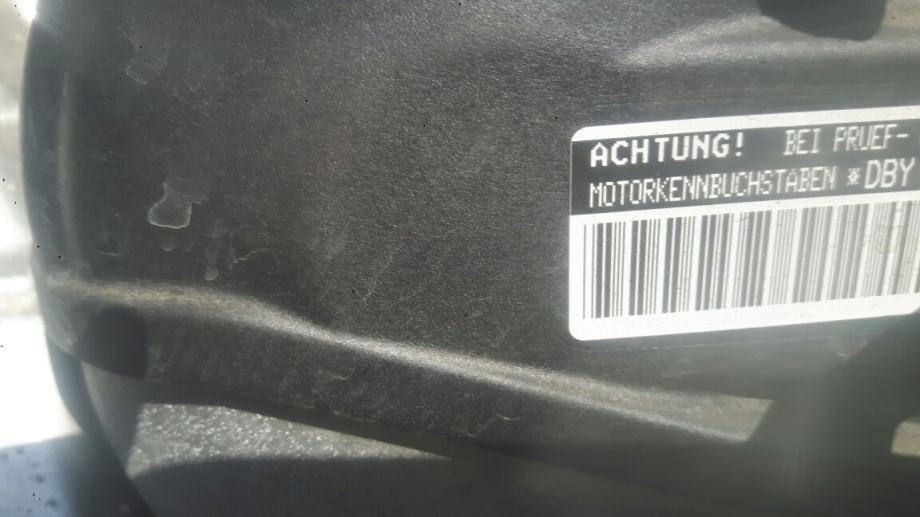 ACHTUNG! BEI PRUEF-
MOTORKENNBUCHSTABEN *DBY